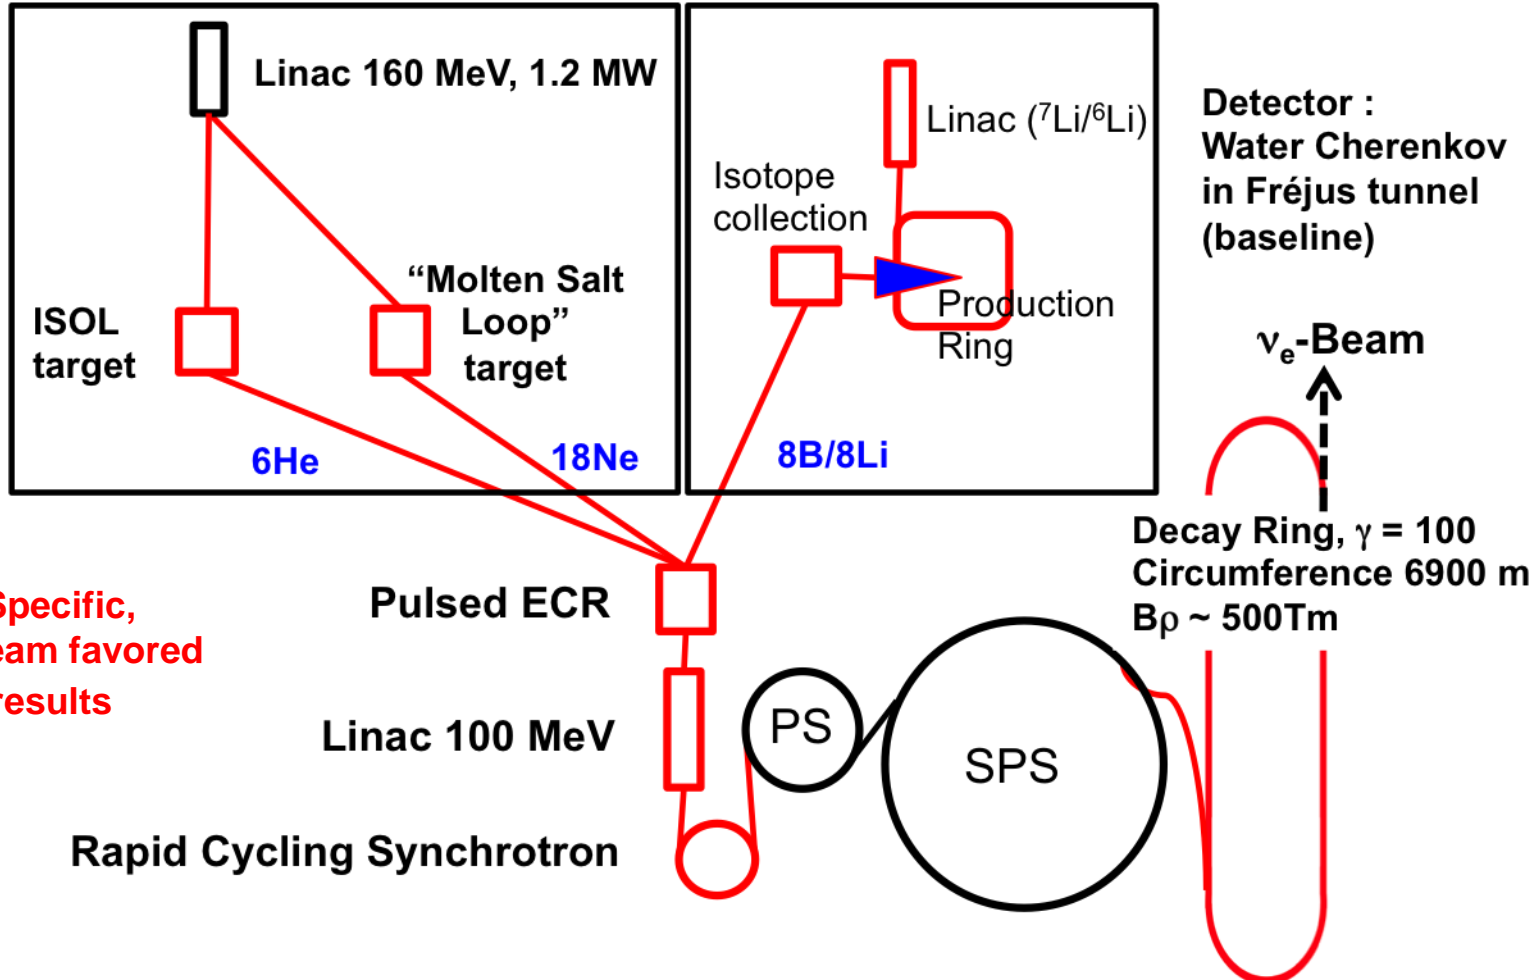 Linac 160 MeV, 1.2 MW
ISOL
target
“Molten Salt
Loop”
target
6He
18Ne
Linac (⁷Li/⁶Li)
Isotope
collection
Production
Ring
8B/8Li
Detector :
Water Cherenkov
in Fréjus tunnel
(baseline)
νₑ-Beam
Decay Ring, γ = 100
Circumference 6900 m
Bρ ~ 500Tm
Pulsed ECR
favored
results
Linac 100 MeV
PS
SPS
Rapid Cycling Synchrotron